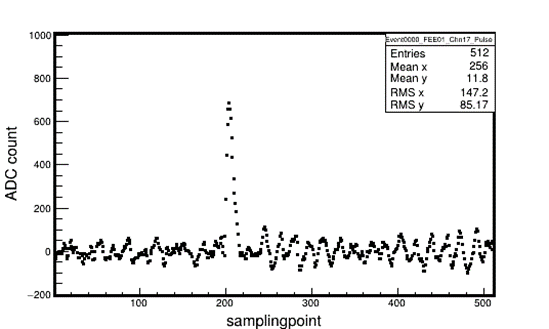 Event0000_FEE01_Chn17_Pulse
Entries 512
Mean x 256
Mean y 11.8
RMS x 147.2
RMS y 85.17
1000
800
600
400
200
0
−200
ADC count
100 200 300 400 500
samplingpoint